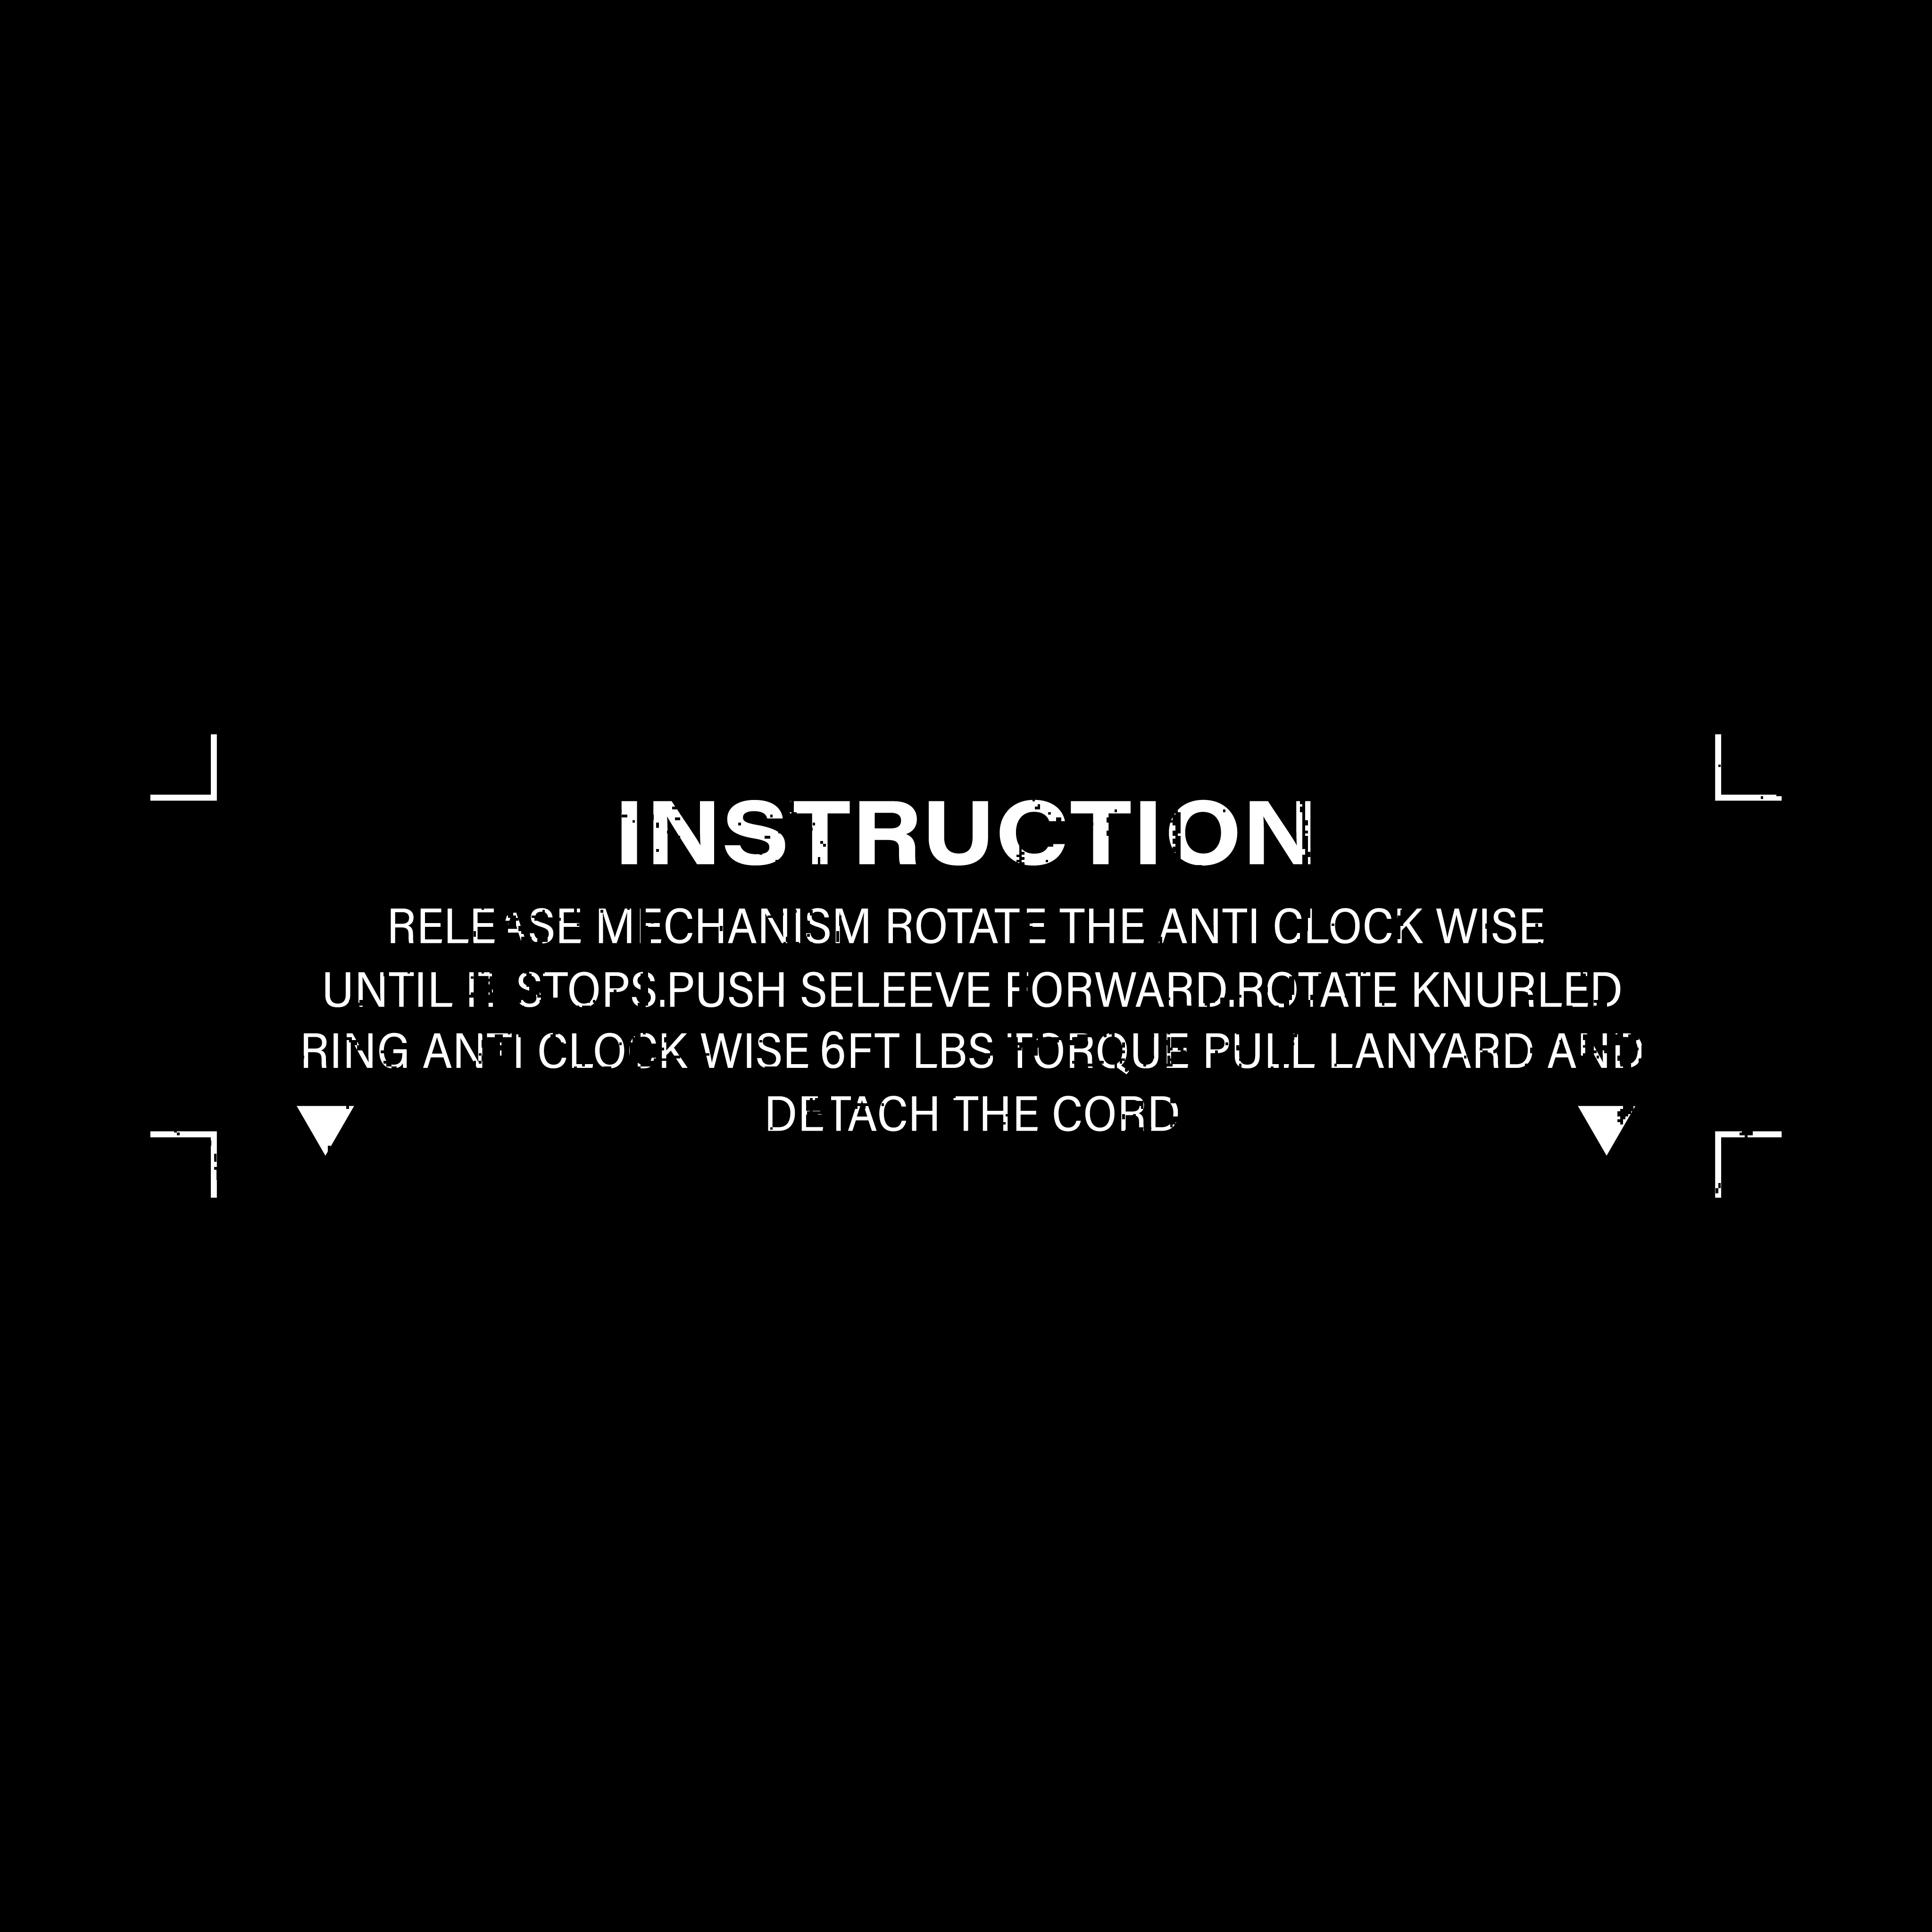 INSTRUCTION
RELEASE MECHANISM ROTATE THE ANTI CLOCK WISE
UNTIL IT STOPS.PUSH SELEEVE FORWARD.ROTATE KNURLED
RING ANTI CLOCK WISE 6FT LBS TORQUE PULL LANYARD AND
DETACH THE CORD